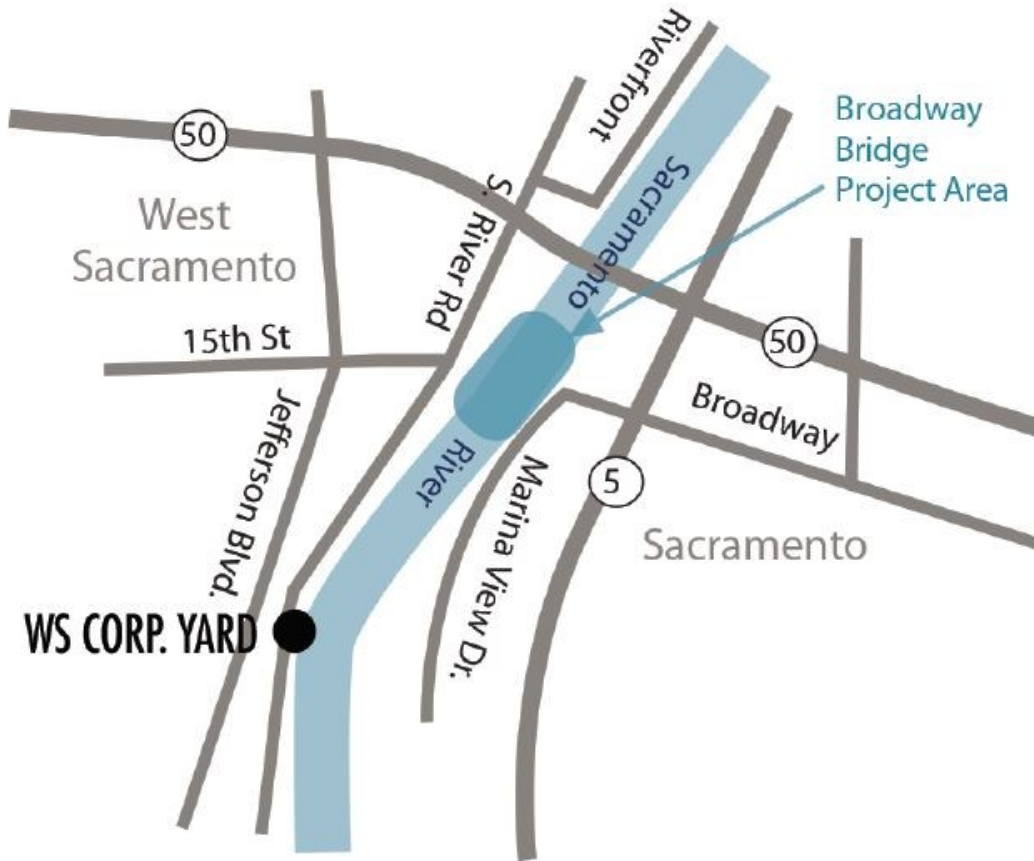 Riverfront
Broadway
Bridge
Project Area
50
Sacramento
West
Sacramento
S. River Rd
15th St
50
Broadway
Jefferson Blvd.
River
Marina View Dr.
5
Sacramento
WS CORP. YARD